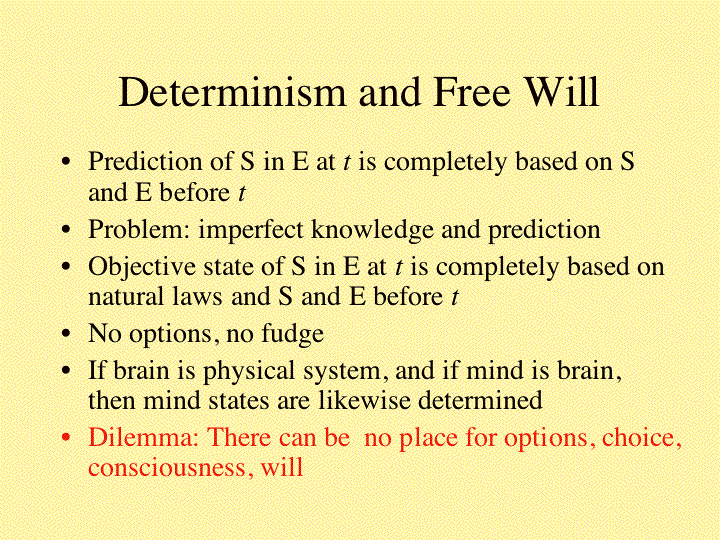 Determinism and Free Will
• Prediction of S in E at t is completely based on S
and E before t
• Problem: imperfect knowledge and prediction
• Objective state of S in E at t is completely based on
natural laws and S and E before t
• No options, no fudge
• If brain is physical system, and if mind is brain,
then mind states are likewise determined
• Dilemma: There can be  no place for options, choice,
consciousness, will